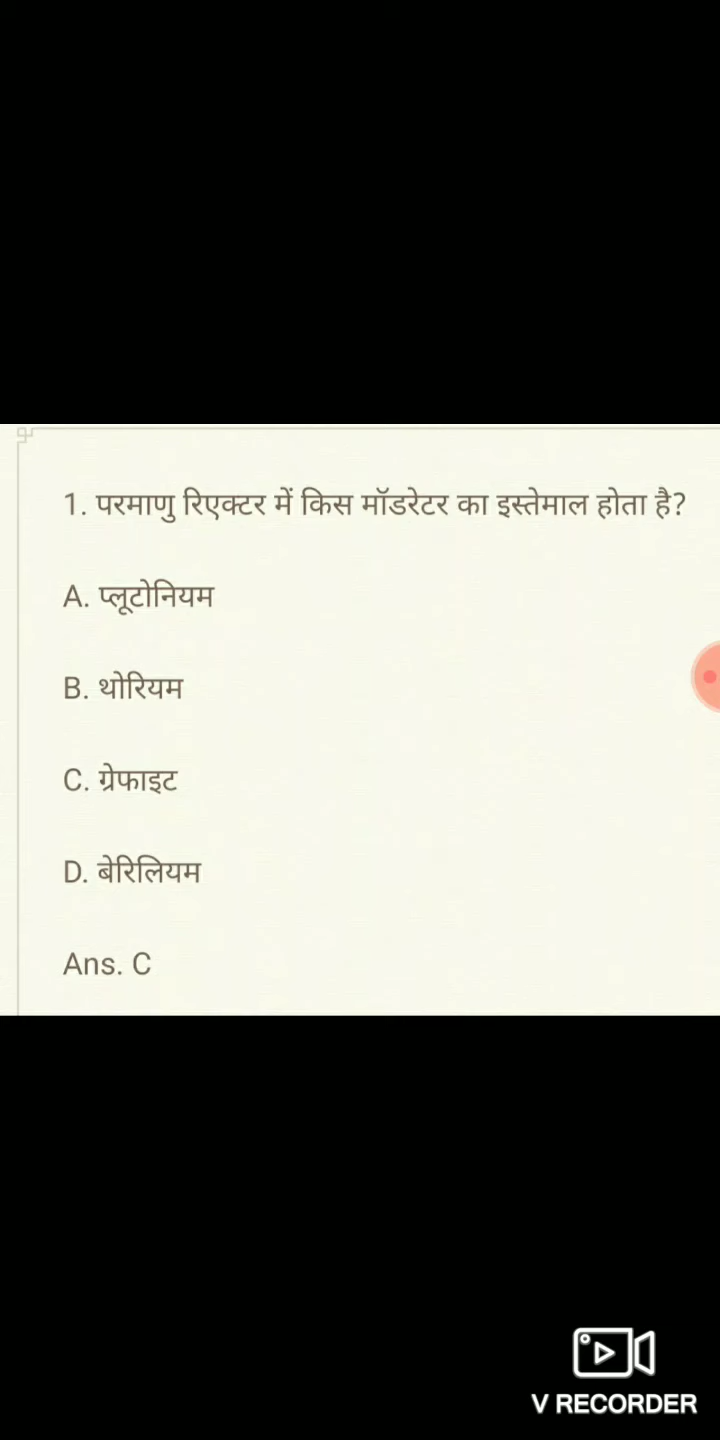 1. परमाणु रिएक्टर में किस मॉडरेटर का इस्तेमाल होता है?
A. प्लूटोनियम
B. थोरियम
C. ग्रेफाइट
D. बेरिलियम
Ans. C
V RECORDER